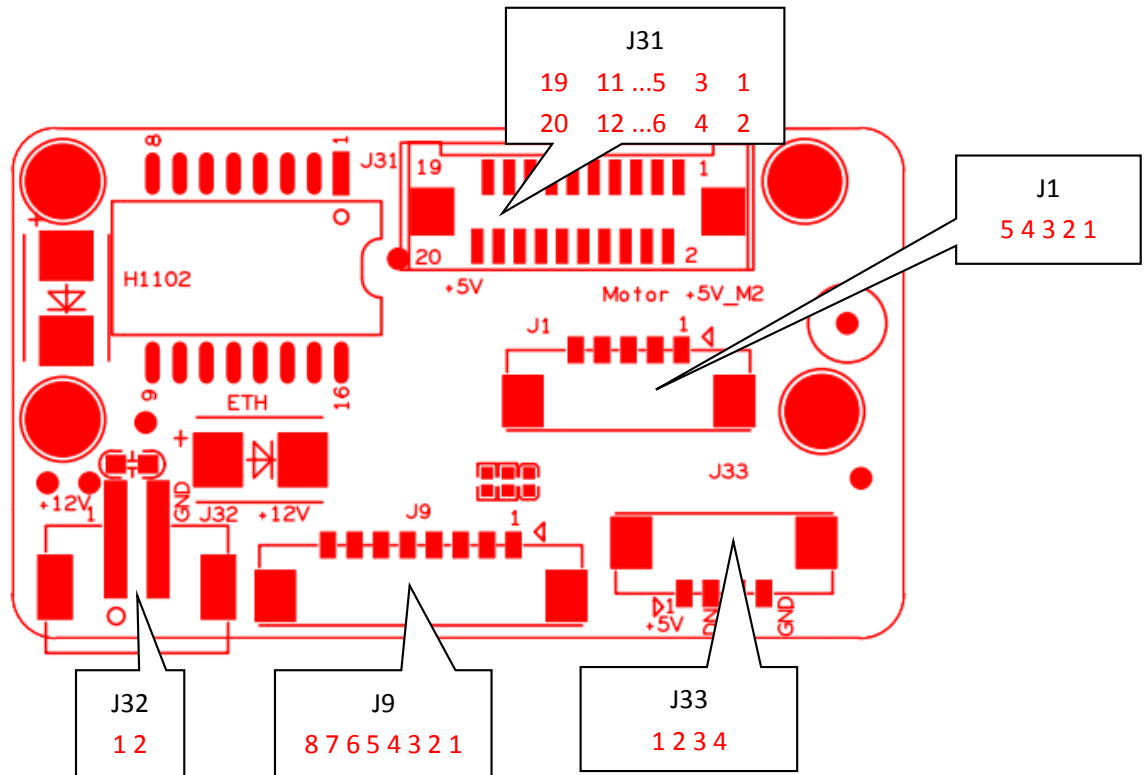 J31
19 11 ...5 3 1
20 12 ...6 4 2
J1
5 4 3 2 1
8 1 J31 19 1
+ H1102 20 2
+5V Motor +5V_M2
J1 1
9 16
ETH
+
J33
+12V 1 GND J32 +12V J9 1
1
+5V DN GND
J32
1 2
J9
8 7 6 5 4 3 2 1
J33
1 2 3 4